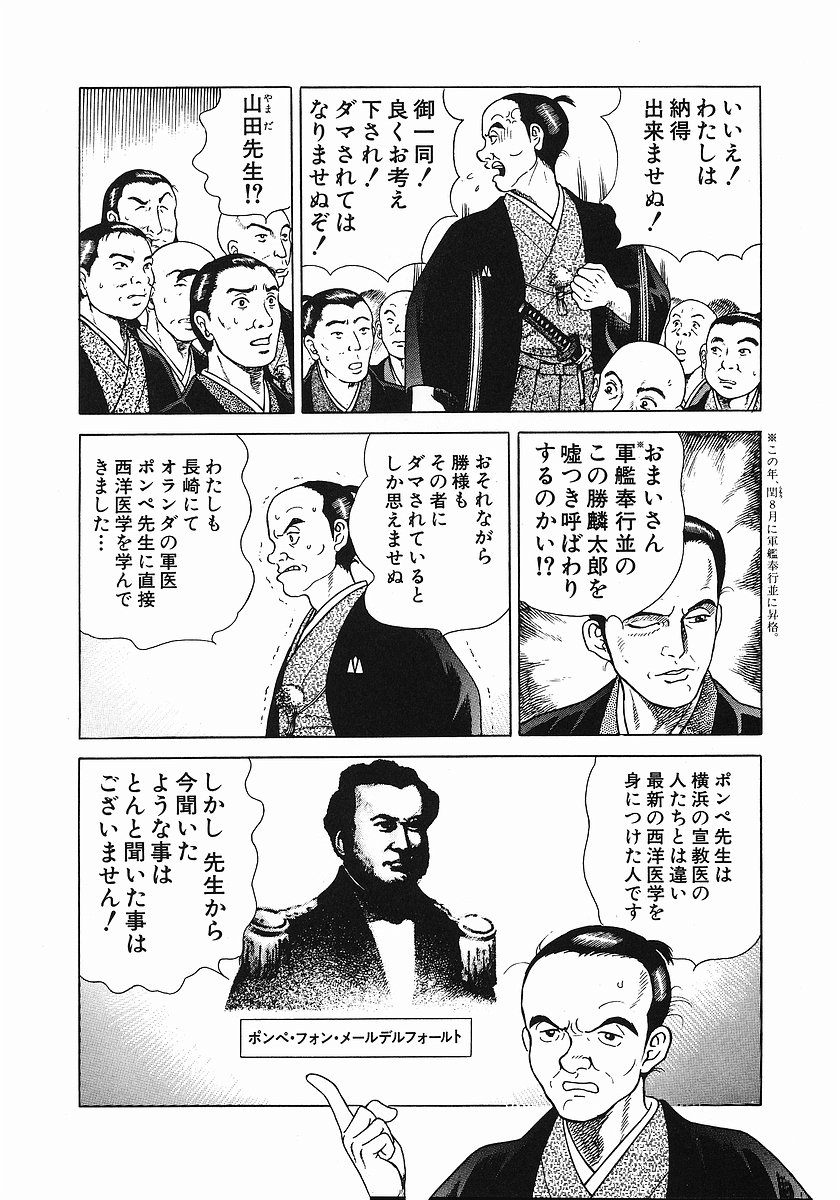 いいえ！
わたしは
納得
出来ませぬ！
御一同！
良くお考え
下され！
ダマされては
なりませぬぞ！
山田先生!?
やまだ
※この年、閏8月に軍艦奉行並に昇格。
うるう
おまいさん
※軍艦奉行並の
この勝麟太郎を
嘘つき呼ばわり
するのかい!?
おそれながら
勝様も
その者に
ダマされていると
しか思えませぬ
わたしも
長崎にて
オランダの軍医
ポンペ先生に直接
西洋医学を学んで
きました…
ポンペ先生は
横浜の宣教医の
人たちとは違い
最新の西洋医学を
身につけた人です
しかし 先生から
今聞いた
ような事は
とんと聞いた事は
ございません！
ポンペ・フォン・メールデルフォールト